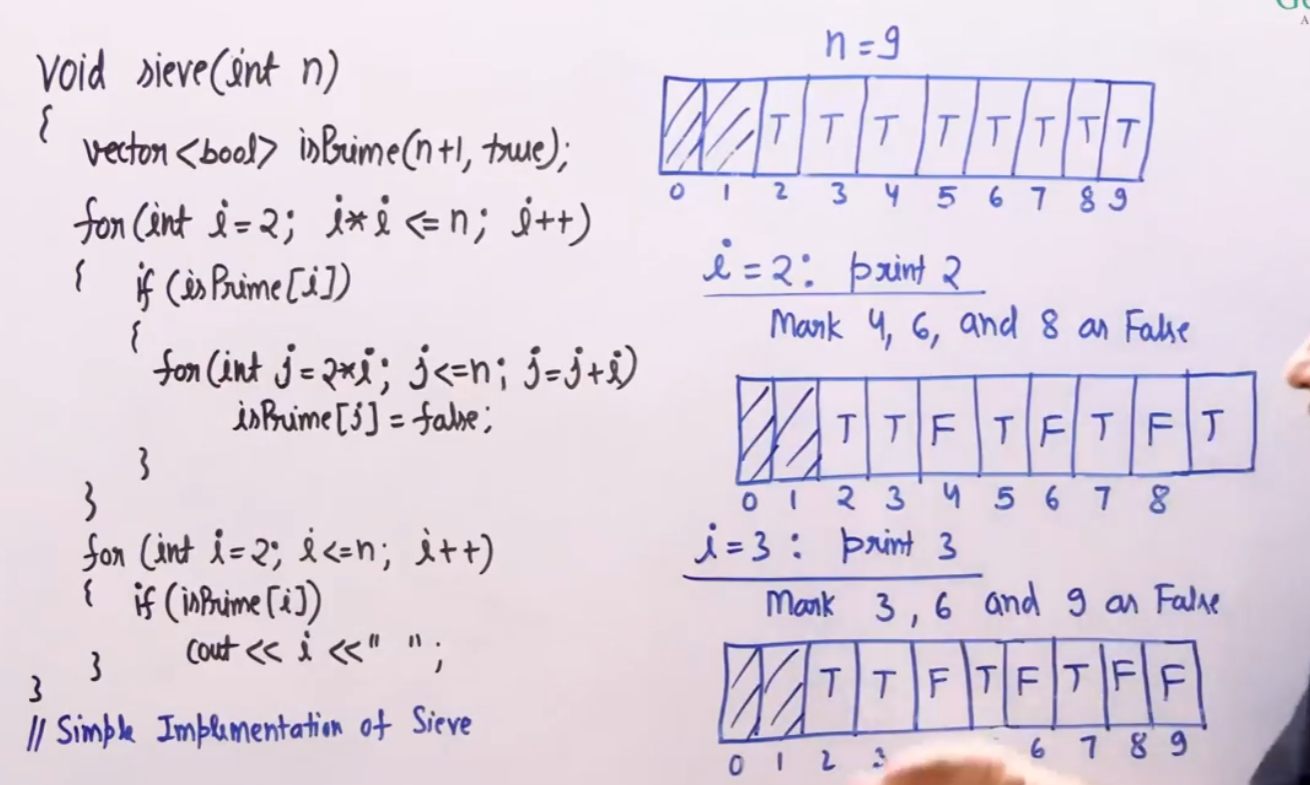 void sieve(int n)
{
vector<bool> isPrime(n+1, true);
for(int i=2; i*i <= n; i++)
{ if (isPrime[i])
{
for(int j=2*i; j<=n; j=j+i)
isPrime[j] = false;
}
}
for (int i=2; i<=n; i++)
{ if (isPrime[i])
cout << i <<" ";
}
}
// Simple Implementation of Sieve
n=9
T T T T T T T T
0 1 2 3 4 5 6 7 8 9
i=2: print 2
Mark 4, 6, and 8 as False
T T F T F T F T
0 1 2 3 4 5 6 7 8
i=3: print 3
Mark 3, 6 and 9 as False
T T F T F T F F
0 1 2 3 6 7 8 9